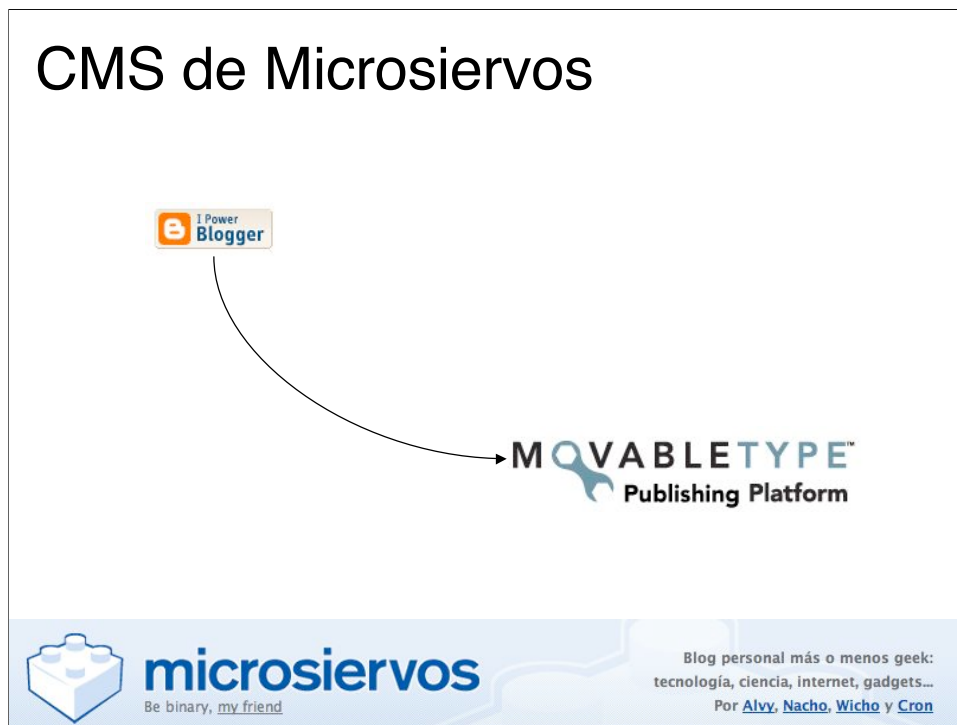 CMS de Microsiervos
I Power
Blogger
MOVABLETYPE™
Publishing Platform
microsiervos
Be binary, my friend
Blog personal más o menos geek:
tecnología, ciencia, internet, gadgets...
Por Alvy, Nacho, Wicho y Cron